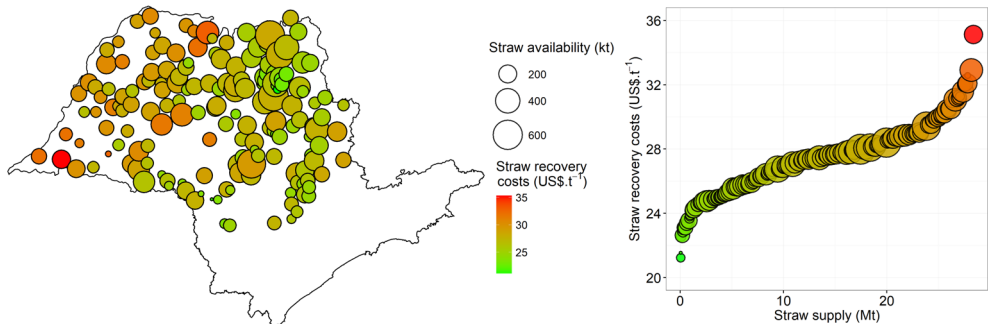 Straw availability (kt)
200
400
600
Straw recovery
costs (US$.t⁻¹)
35
30
25
Straw recovery costs (US$.t⁻¹)
36
32
28
24
20
0
10
20
Straw supply (Mt)